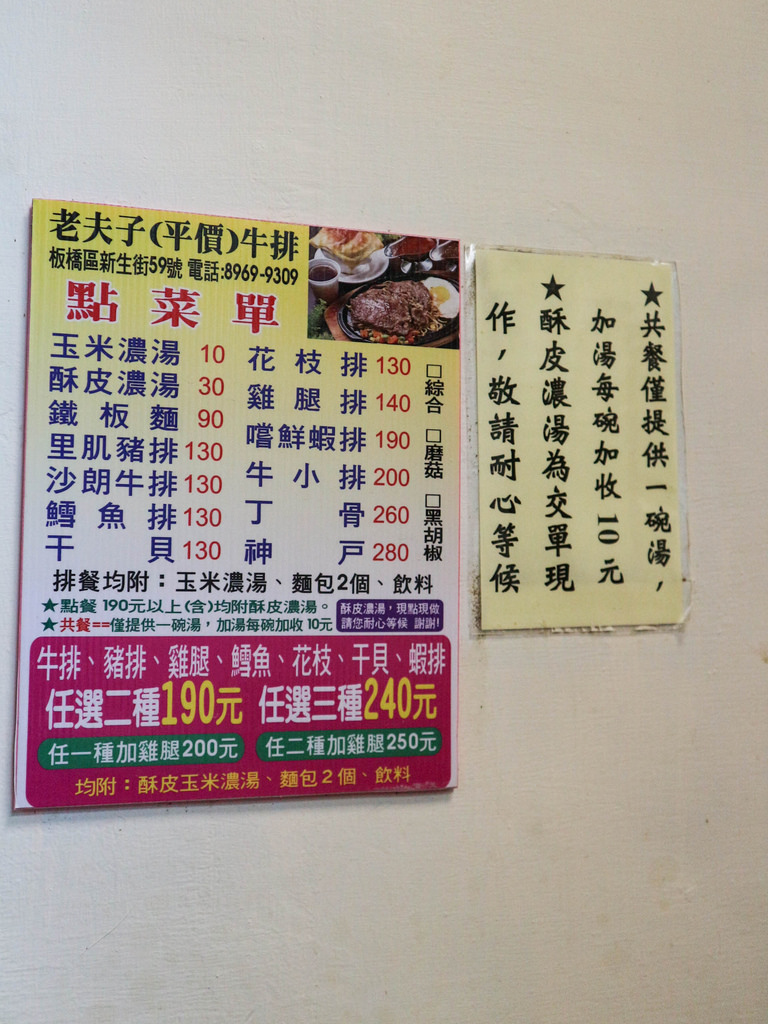 老夫子(平價)牛排
板橋區新生街59號 電話:8969-9309
點菜單
玉米濃湯 10
酥皮濃湯 30
鐵板麵 90
里肌豬排 130
沙朗牛排 130
鱈魚排 130
干貝 130
花枝排 130
雞腿排 140
嚐鮮蝦排 190
牛小排 200
丁骨 260
神戶 280
□綜合 □磨菇 □黑胡椒
排餐均附：玉米濃湯、麵包2個、飲料
★點餐 190元以上(含)均附酥皮濃湯。
★共餐==僅提供一碗湯，加湯每碗加收10元
酥皮濃湯，現點現做
請您耐心等候 謝謝!
牛排、豬排、雞腿、鱈魚、花枝、干貝、蝦排
任選二種190元 任選三種240元
任一種加雞腿200元 任二種加雞腿250元
均附：酥皮玉米濃湯、麵包2個、飲料
★共餐僅提供一碗湯，
加湯每碗加收10元
★酥皮濃湯為交單現
作，敬請耐心等候